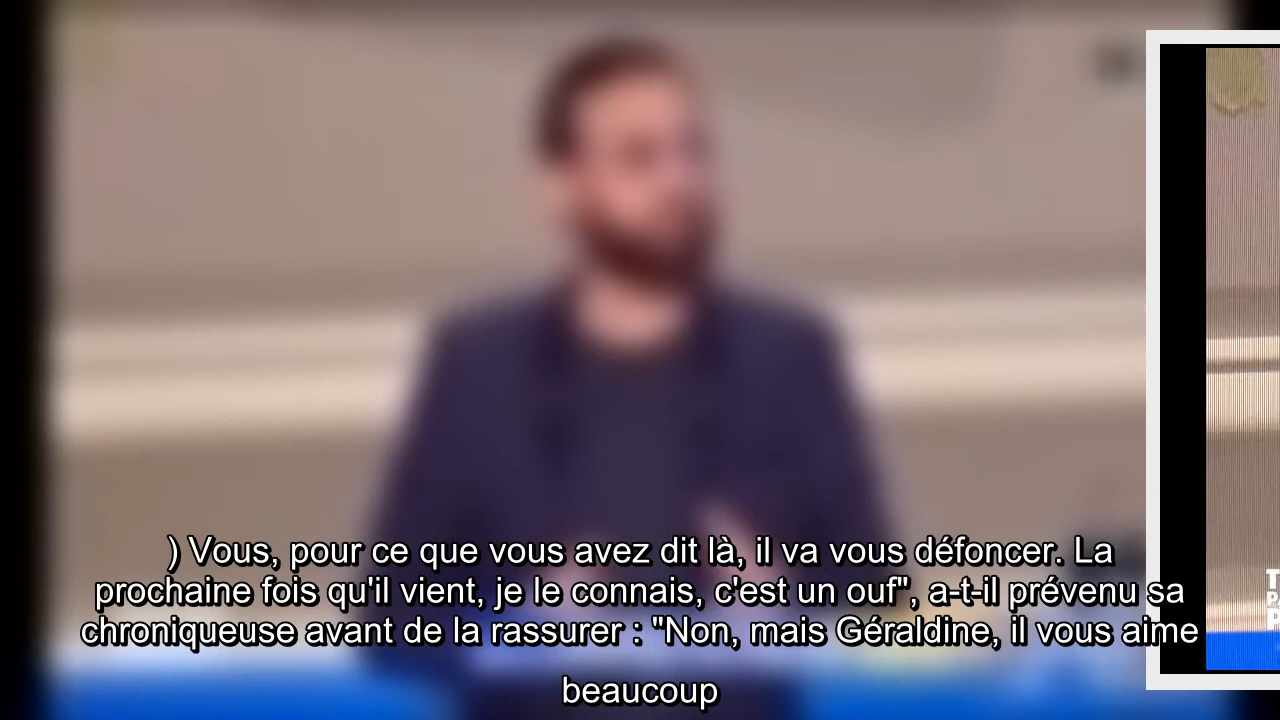 ) Vous, pour ce que vous avez dit là, il va vous défoncer. La
prochaine fois qu'il vient, je le connais, c'est un ouf", a-t-il prévenu sa
chroniqueuse avant de la rassurer : "Non, mais Géraldine, il vous aime
beaucoup